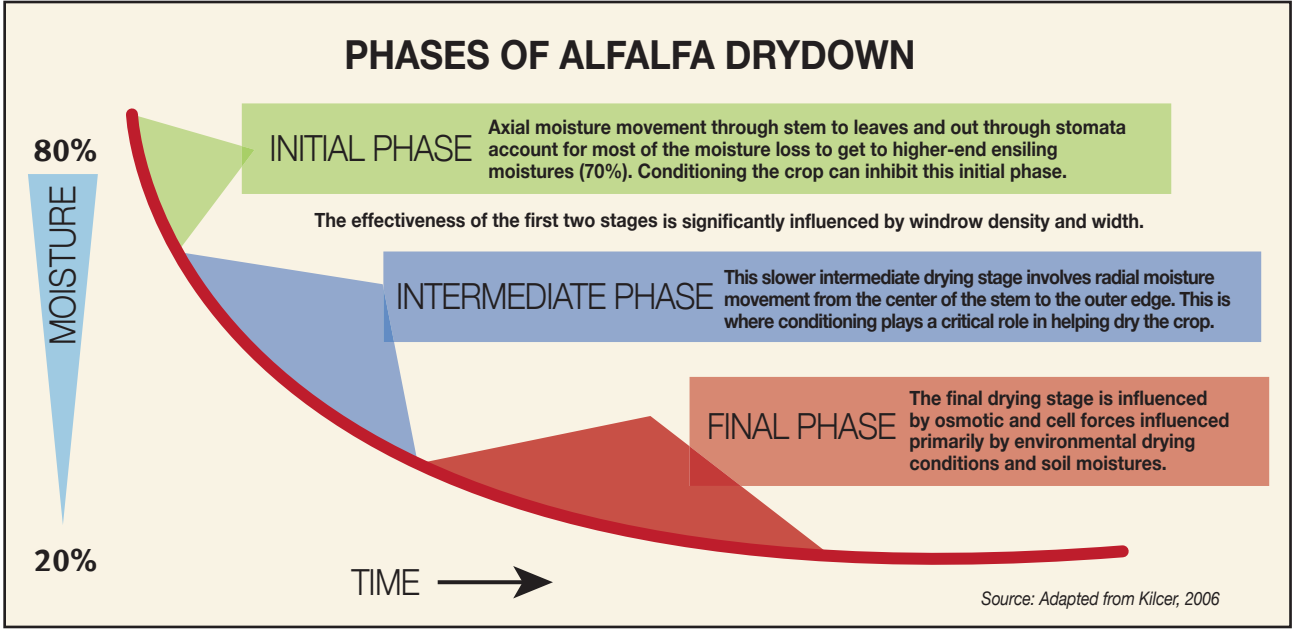 PHASES OF ALFALFA DRYDOWN
80%
MOISTURE
20%
INITIAL PHASE
Axial moisture movement through stem to leaves and out through stomata
account for most of the moisture loss to get to higher-end ensiling
moistures (70%). Conditioning the crop can inhibit this initial phase.
The effectiveness of the first two stages is significantly influenced by windrow density and width.
INTERMEDIATE PHASE
This slower intermediate drying stage involves radial moisture
movement from the center of the stem to the outer edge. This is
where conditioning plays a critical role in helping dry the crop.
FINAL PHASE
The final drying stage is influenced
by osmotic and cell forces influenced
primarily by environmental drying
conditions and soil moistures.
TIME
Source: Adapted from Kilcer, 2006